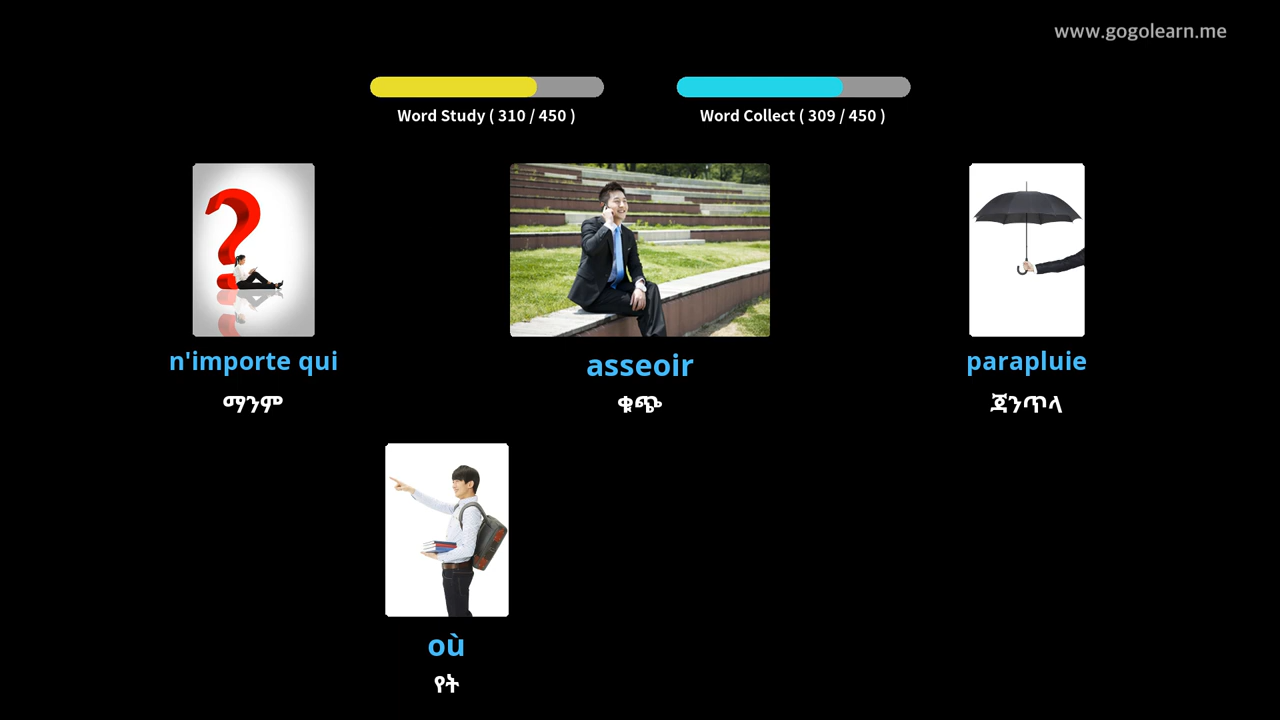 www.gogolearn.me
Word Study ( 310 / 450 )
Word Collect ( 309 / 450 )
n'importe qui
ማንም
asseoir
ቁጭ
parapluie
ጃንጥላ
où
የት